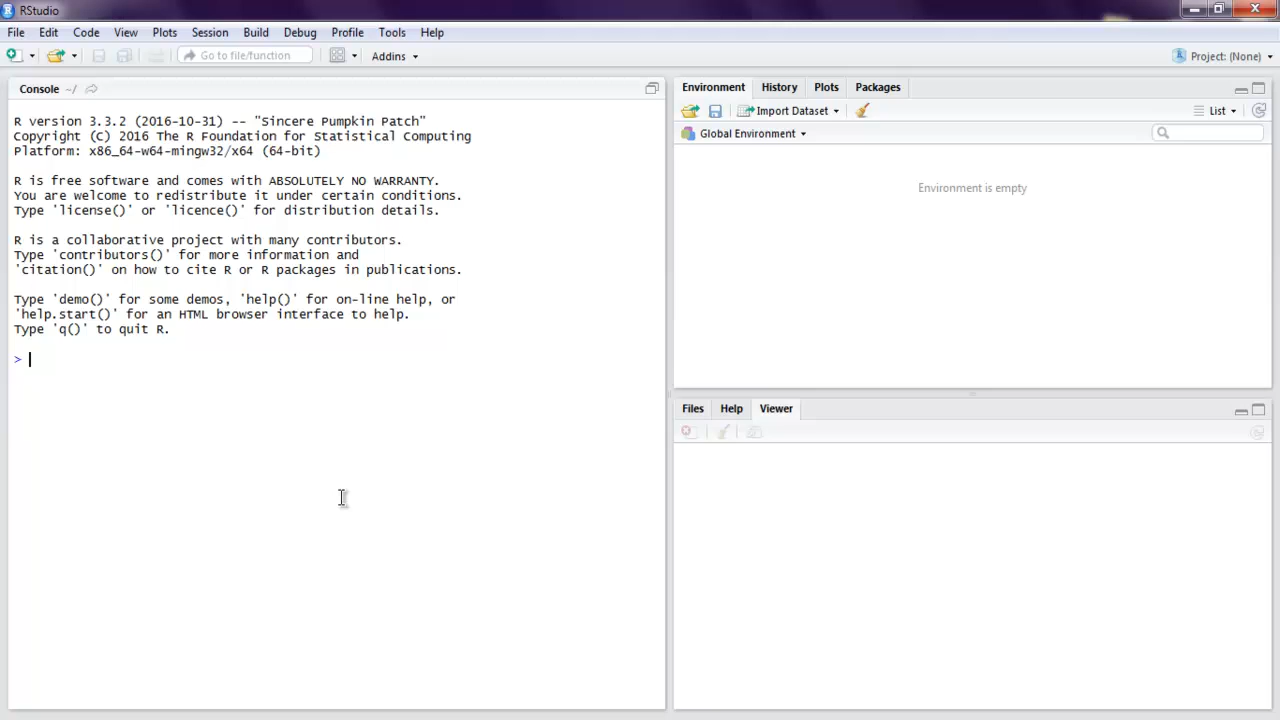 RStudio
File Edit Code View Plots Session Build Debug Profile Tools Help
Go to file/function Addins Project: (None)
Console ~/
R version 3.3.2 (2016-10-31) -- "Sincere Pumpkin Patch"
Copyright (C) 2016 The R Foundation for Statistical Computing
Platform: x86_64-w64-mingw32/x64 (64-bit)
R is free software and comes with ABSOLUTELY NO WARRANTY.
You are welcome to redistribute it under certain conditions.
Type 'license()' or 'licence()' for distribution details.
R is a collaborative project with many contributors.
Type 'contributors()' for more information and
'citation()' on how to cite R or R packages in publications.
Type 'demo()' for some demos, 'help()' for on-line help, or
'help.start()' for an HTML browser interface to help.
Type 'q()' to quit R.
>
Environment History Plots Packages
Import Dataset List
Global Environment
Environment is empty
Files Help Viewer